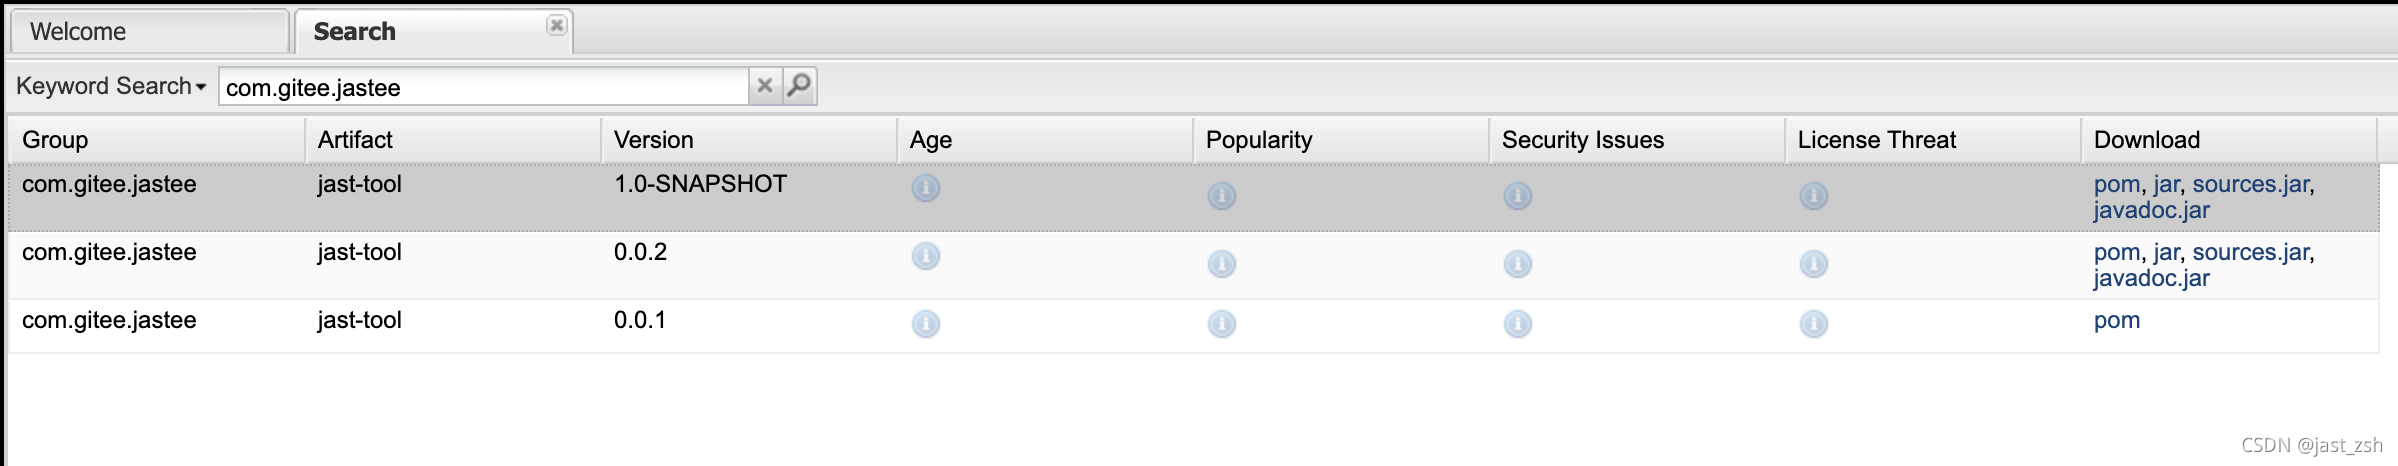 Welcome
Search
Keyword Search
com.gitee.jastee
Group Artifact Version Age Popularity Security Issues License Threat Download
com.gitee.jastee jast-tool 1.0-SNAPSHOT pom, jar, sources.jar,
javadoc.jar
com.gitee.jastee jast-tool 0.0.2 pom, jar, sources.jar,
javadoc.jar
com.gitee.jastee jast-tool 0.0.1 pom
CSDN @jast_zsh